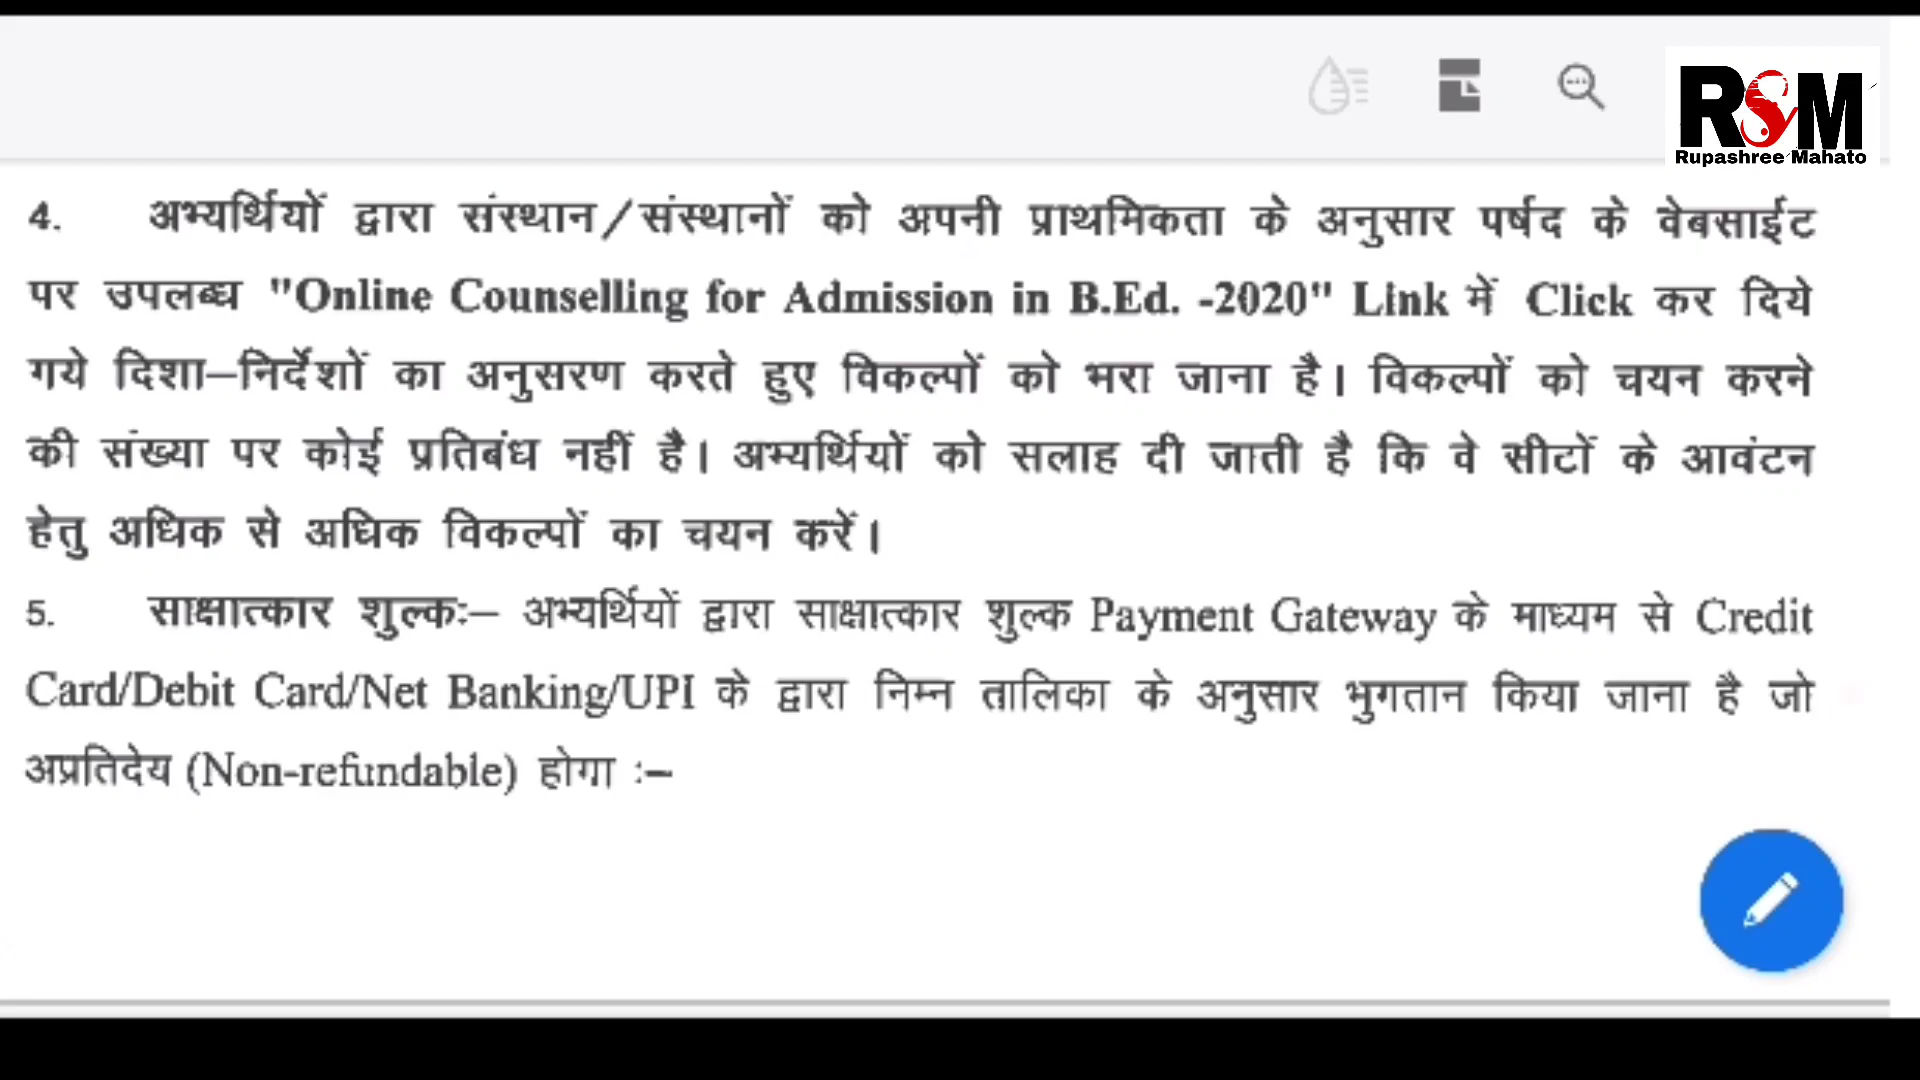 RSM
Rupashree Mahato
4. अभ्यर्थियों द्वारा संस्थान/संस्थानों को अपनी प्राथमिकता के अनुसार पर्षद के वेबसाईट
पर उपलब्ध "Online Counselling for Admission in B.Ed. -2020" Link में Click कर दिये
गये दिशा–निर्देशों का अनुसरण करते हुए विकल्पों को भरा जाना है। विकल्पों को चयन करने
की संख्या पर कोई प्रतिबंध नहीं है। अभ्यर्थियों को सलाह दी जाती है कि वे सीटों के आवंटन
हेतु अधिक से अधिक विकल्पों का चयन करें।
5. साक्षात्कार शुल्कः– अभ्यर्थियों द्वारा साक्षात्कार शुल्क Payment Gateway के माध्यम से Credit
Card/Debit Card/Net Banking/UPI के द्वारा निम्न तालिका के अनुसार भुगतान किया जाना है जो
अप्रतिदेय (Non-refundable) होगा :–